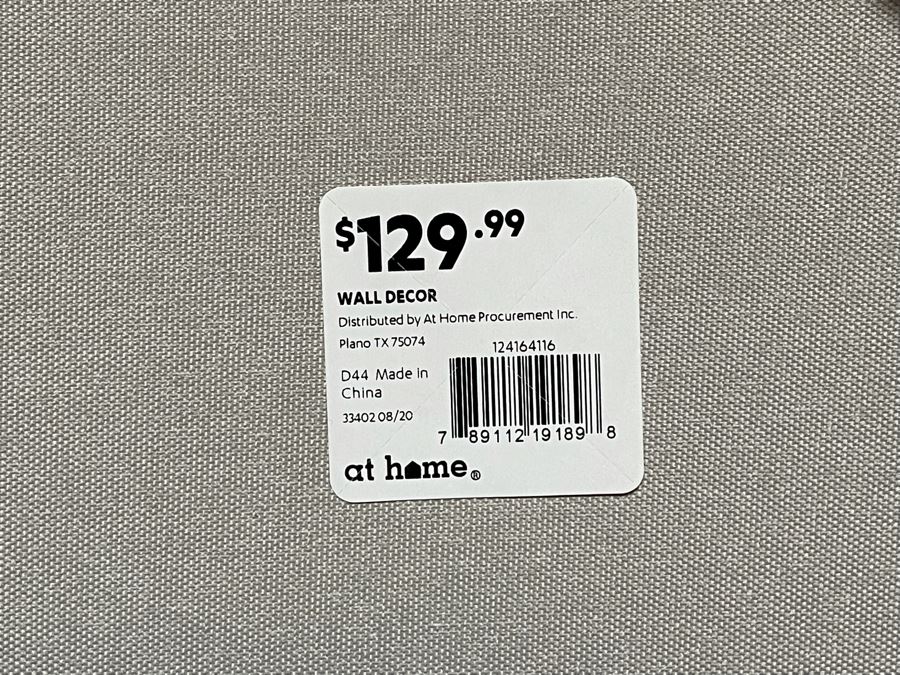 $129.99
WALL DECOR
Distributed by At Home Procurement Inc.
Plano TX 75074
124164116
D44 Made in
China
33402 08/20
7 89112 19189 8
at home®